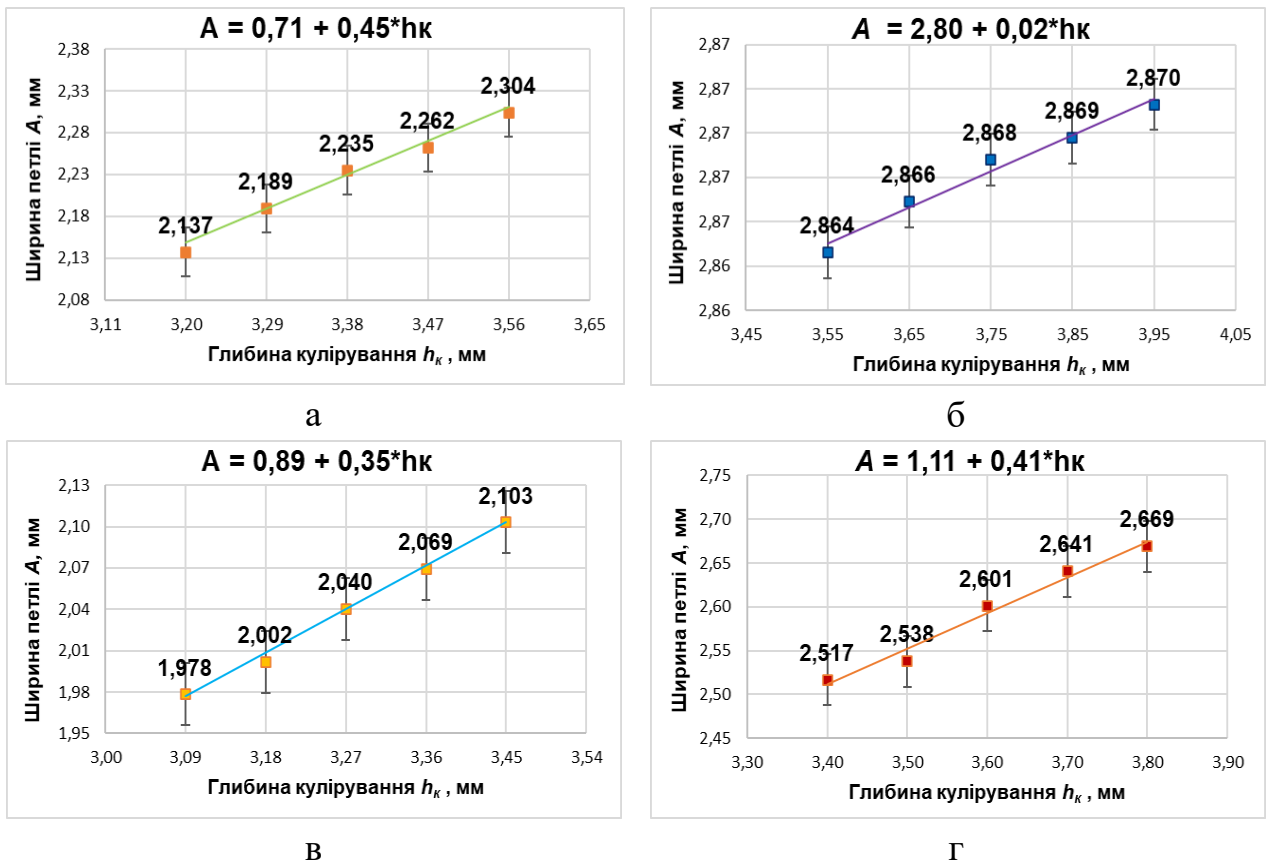 A = 0,71 + 0,45*hк
2,38
2,33
2,28
2,23
2,18
2,13
2,08
Ширина петлі A, мм
2,137
2,189
2,235
2,262
2,304
3,11 3,20 3,29 3,38 3,47 3,56 3,65
Глибина кулірування hк , мм
а
A = 2,80 + 0,02*hк
2,87
2,87
2,87
2,87
2,87
2,86
2,86
Ширина петлі A, мм
2,864
2,866
2,868
2,869
2,870
3,45 3,55 3,65 3,75 3,85 3,95 4,05
Глибина кулірування hк , мм
б
A = 0,89 + 0,35*hк
2,13
2,10
2,07
2,04
2,01
1,98
1,95
Ширина петлі A, мм
1,978
2,002
2,040
2,069
2,103
3,00 3,09 3,18 3,27 3,36 3,45 3,54
Глибина кулірування hк , мм
в
A = 1,11 + 0,41*hк
2,75
2,70
2,65
2,60
2,55
2,50
2,45
Ширина петлі A, мм
2,517
2,538
2,601
2,641
2,669
3,30 3,40 3,50 3,60 3,70 3,80 3,90
Глибина кулірування hк , мм
г